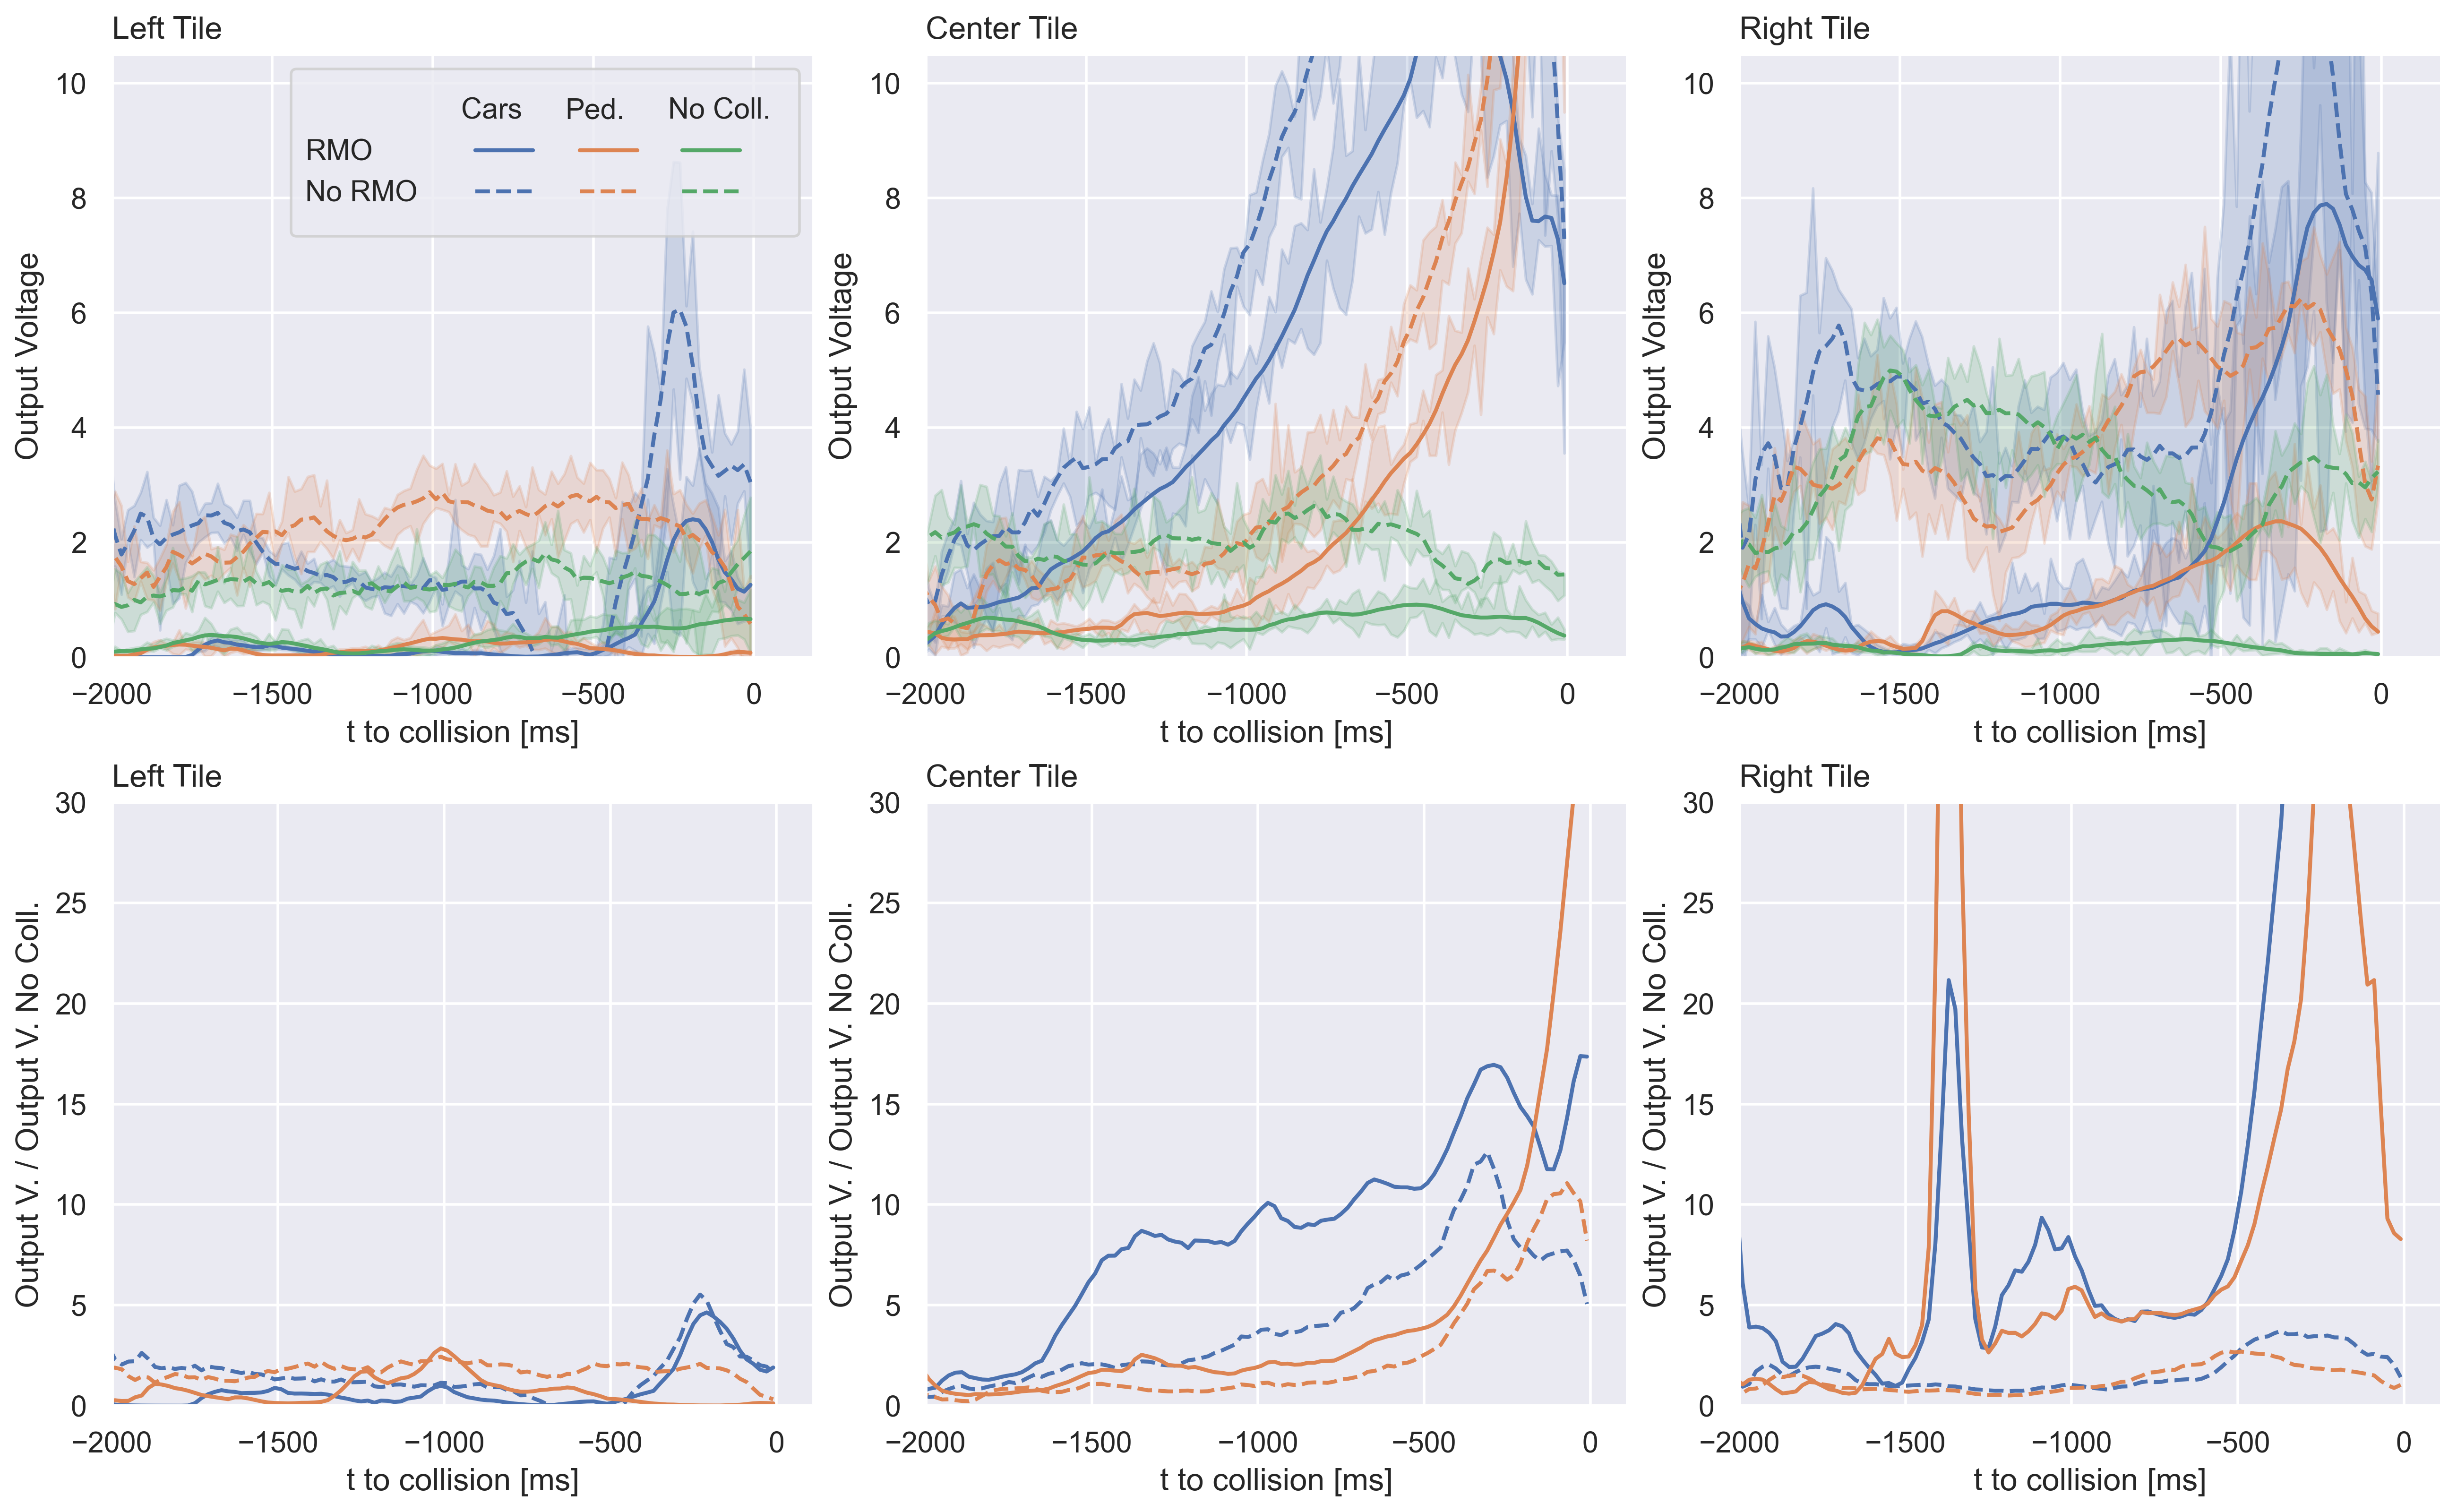 Left Tile
Center Tile
Right Tile
Cars Ped. No Coll.
RMO
No RMO
Output Voltage
10
8
6
4
2
0
−2000 −1500 −1000 −500 0
t to collision [ms]
Output Voltage
10
8
6
4
2
0
−2000 −1500 −1000 −500 0
t to collision [ms]
Output Voltage
10
8
6
4
2
0
−2000 −1500 −1000 −500 0
t to collision [ms]
Left Tile
Center Tile
Right Tile
Output V. / Output V. No Coll.
30
25
20
15
10
5
0
−2000 −1500 −1000 −500 0
t to collision [ms]
Output V. / Output V. No Coll.
30
25
20
15
10
5
0
−2000 −1500 −1000 −500 0
t to collision [ms]
Output V. / Output V. No Coll.
30
25
20
15
10
5
0
−2000 −1500 −1000 −500 0
t to collision [ms]